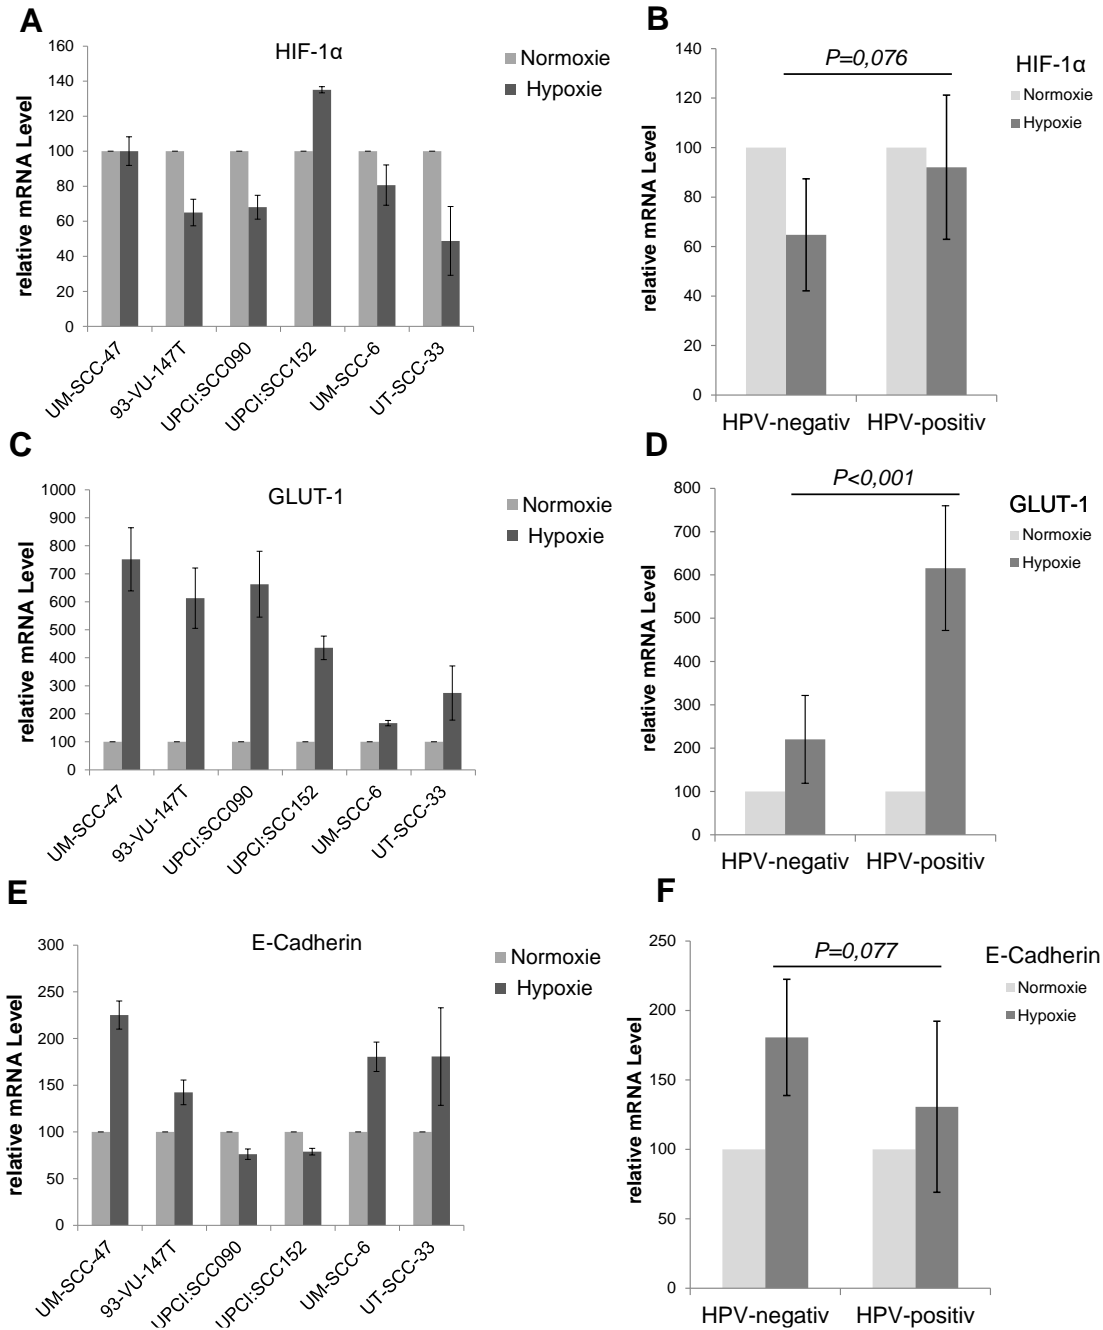 A
HIF-1α
Normoxie
Hypoxie
relative mRNA Level
160
140
120
100
80
60
40
20
0
UM-SCC-47
93-VU-147T
UPCI:SCC090
UPCI:SCC152
UM-SCC-6
UT-SCC-33
B
P=0,076
HIF-1α
Normoxie
Hypoxie
relative mRNA Level
140
120
100
80
60
40
20
0
HPV-negativ
HPV-positiv
C
GLUT-1
Normoxie
Hypoxie
relative mRNA Level
1000
900
800
700
600
500
400
300
200
100
0
UM-SCC-47
93-VU-147T
UPCI:SCC090
UPCI:SCC152
UM-SCC-6
UT-SCC-33
D
P<0,001
GLUT-1
Normoxie
Hypoxie
relative mRNA Level
800
700
600
500
400
300
200
100
0
HPV-negativ
HPV-positiv
E
E-Cadherin
Normoxie
Hypoxie
relative mRNA Level
300
250
200
150
100
50
0
UM-SCC-47
93-VU-147T
UPCI:SCC090
UPCI:SCC152
UM-SCC-6
UT-SCC-33
F
P=0,077
E-Cadherin
Normoxie
Hypoxie
relative mRNA Level
250
200
150
100
50
0
HPV-negativ
HPV-positiv